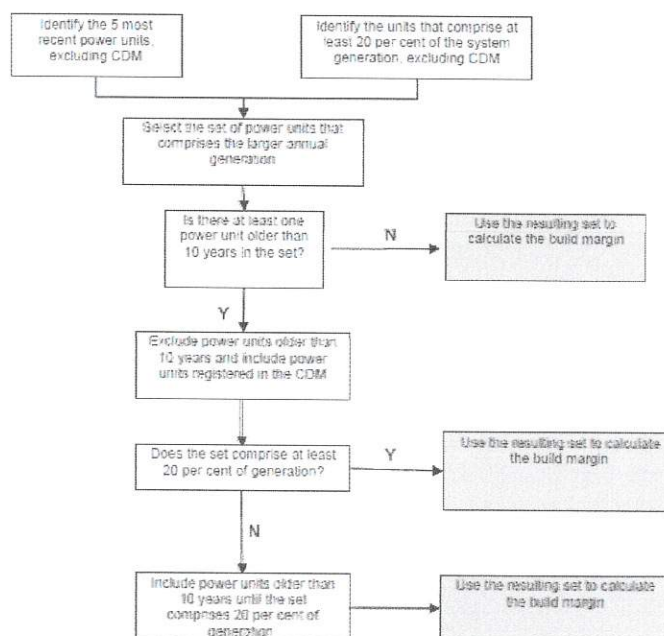 Identify the 5 most
recent power units,
excluding CDM
Identify the units that comprise at
least 20 per cent of the system
generation, excluding CDM
Select the set of power units that
comprises the larger annual
generation
Is there at least one
power unit older than
10 years in the set?
N
Use the resulting set to
calculate the build margin
Y
Exclude power units older than
10 years and include power
units registered in the CDM
Does the set comprise at least
20 per cent of generation?
Y
Use the resulting set to calculate
the build margin
N
Include power units older than
10 years until the set
comprises 20 per cent of
generation
Use the resulting set to calculate
the build margin